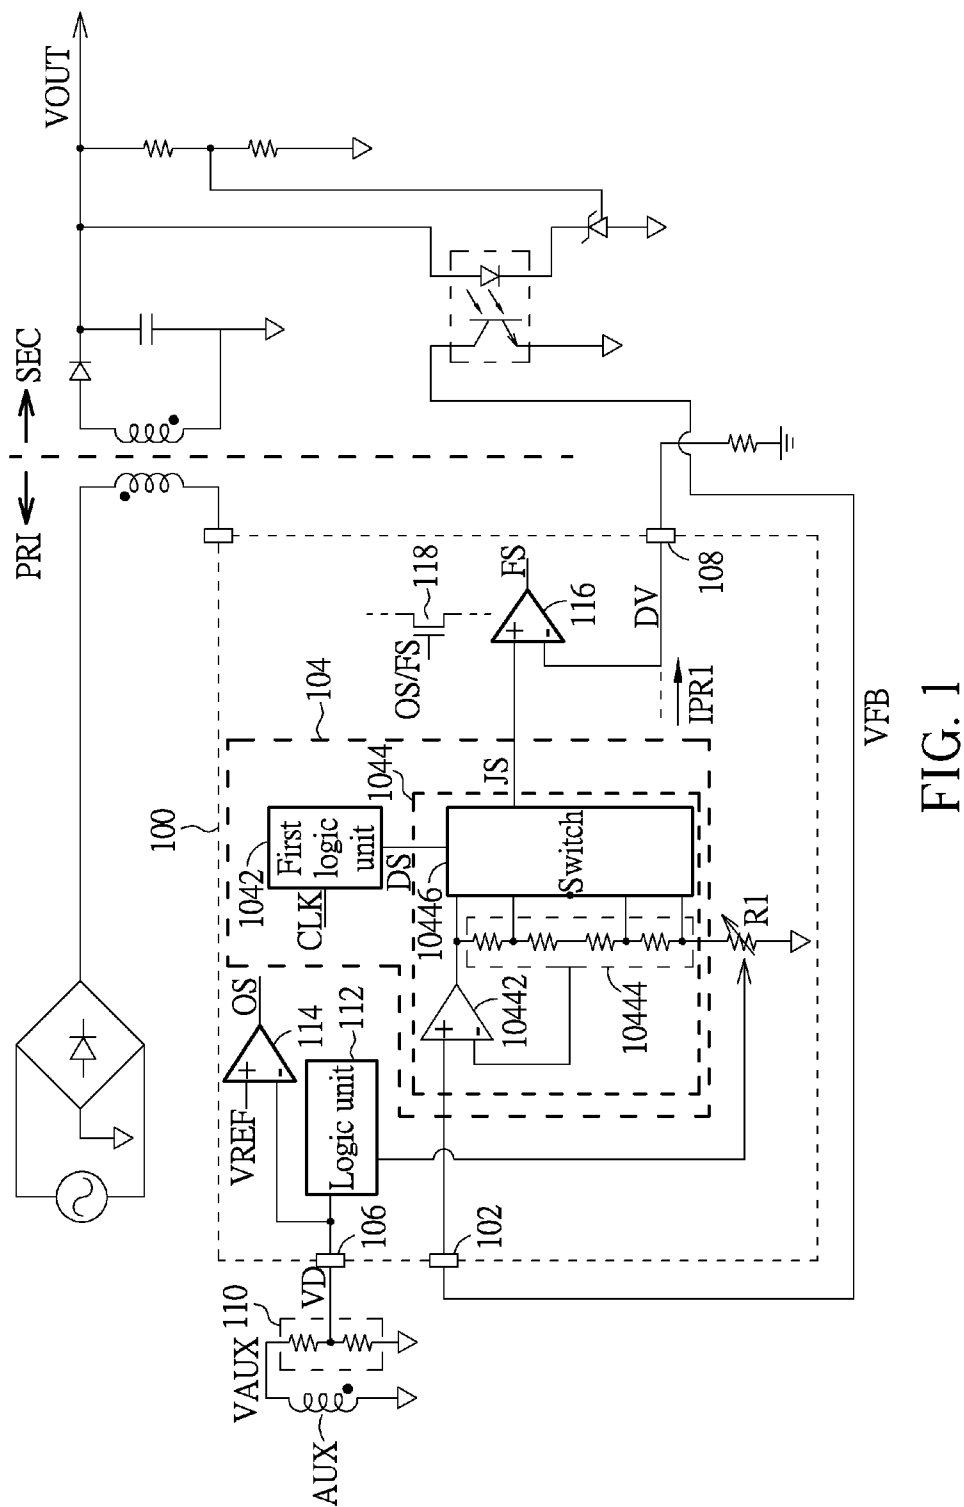 VOUT
PRI
SEC
100
104
118
OS/FS
FS
116
DV
108
IPR1
JS
1044
1042
First
logic
unit
CLK
DS
10446
Switch
R1
OS
114
112
10442
10444
VREF
Logic unit
106
102
VD
110
VAUX
AUX
VFB
FIG. 1